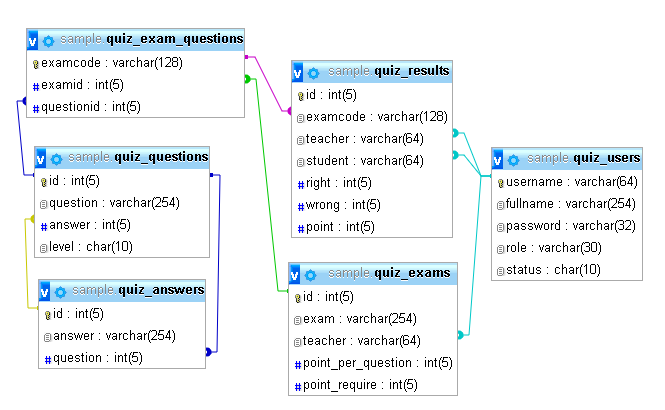 sample quiz_exam_questions
examcode : varchar(128)
examid : int(5)
questionid : int(5)
sample quiz_results
id : int(5)
examcode : varchar(128)
teacher : varchar(64)
student : varchar(64)
right : int(5)
wrong : int(5)
point : int(5)
sample quiz_questions
id : int(5)
question : varchar(254)
answer : int(5)
level : char(10)
sample quiz_users
username : varchar(64)
fullname : varchar(254)
password : varchar(32)
role : varchar(30)
status : char(10)
sample quiz_answers
id : int(5)
answer : varchar(254)
question : int(5)
sample quiz_exams
id : int(5)
exam : varchar(254)
teacher : varchar(64)
point_per_question : int(5)
point_require : int(5)